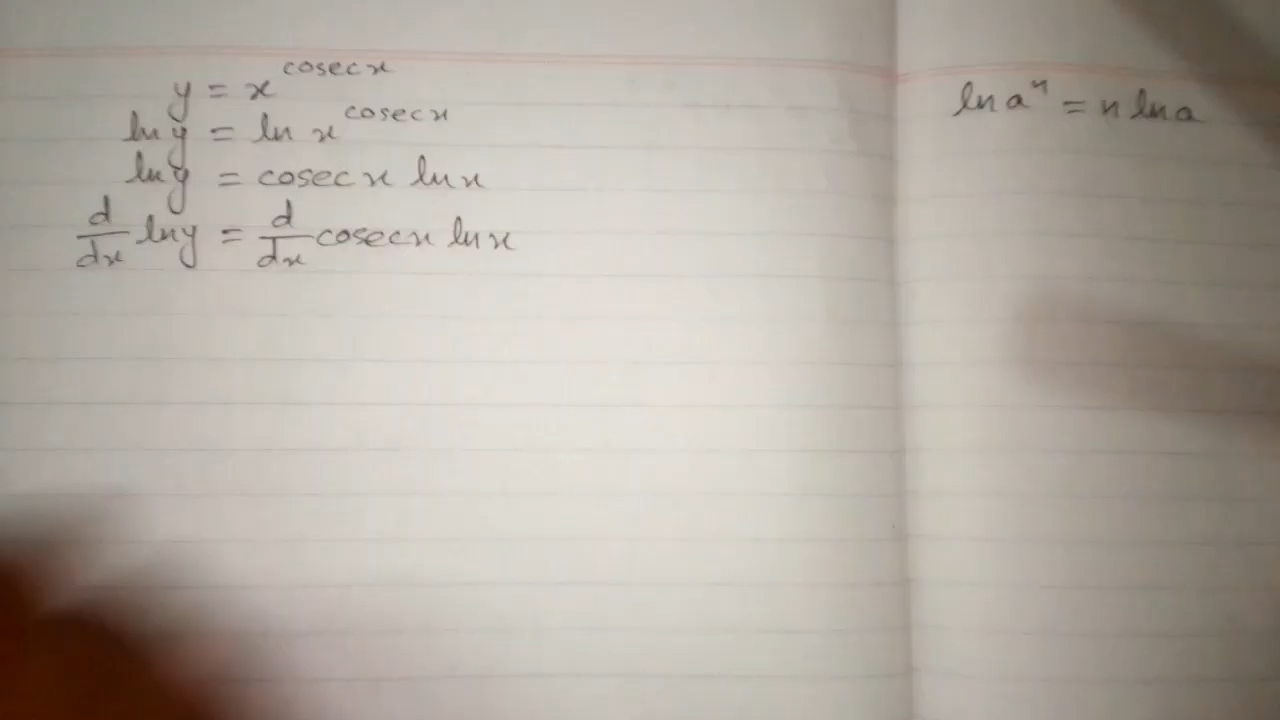 y = x^cosec x
ln y = ln x^cosec x
ln y = cosec x ln x
d/dx ln y = d/dx cosec x ln x
ln a^n = n ln a